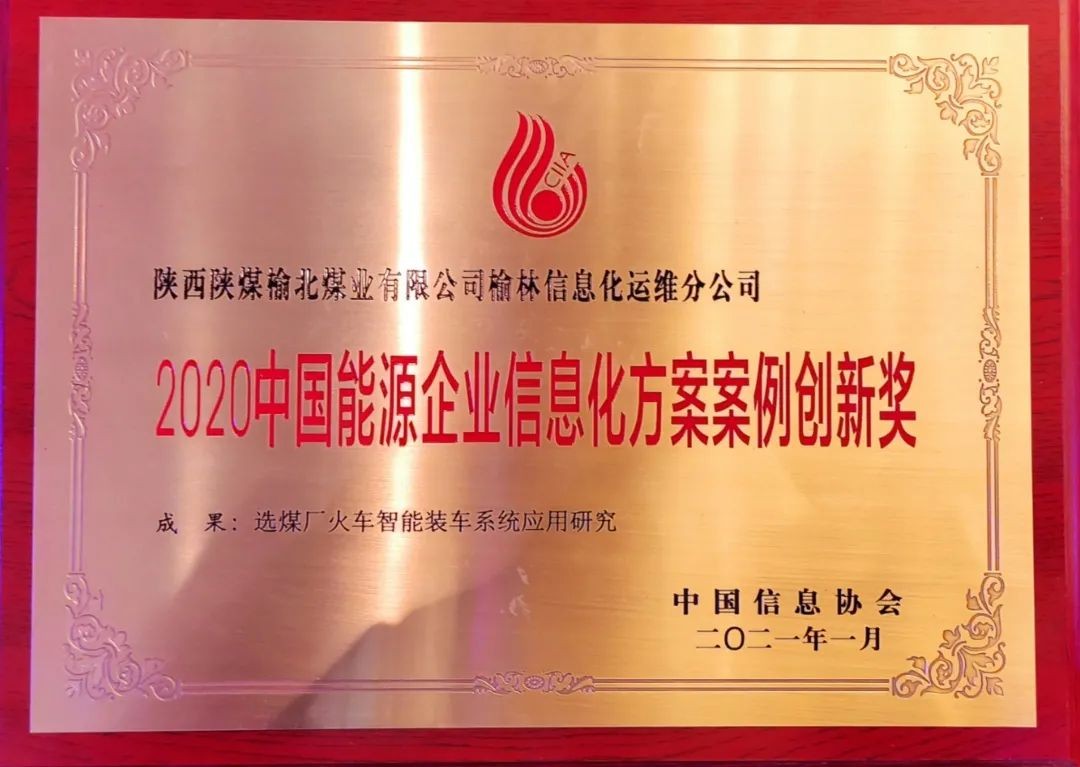 CIIA
陕西陕煤榆北煤业有限公司榆林信息化运维分公司
2020中国能源企业信息化方案案例创新奖
成 果：选煤厂火车智能装车系统应用研究
中国信息协会
二〇二一年一月